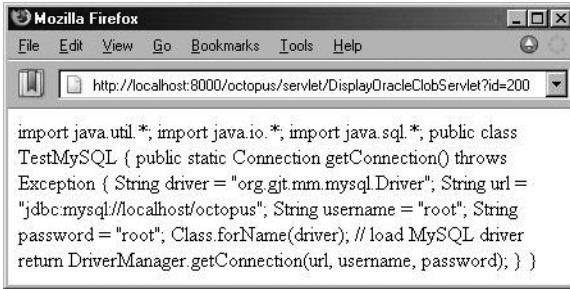 Mozilla Firefox
File Edit View Go Bookmarks Tools Help
http://localhost:8000/octopus/servlet/DisplayOracleClobServlet?id=200
import java.util.*; import java.io.*; import java.sql.*; public class
TestMySQL { public static Connection getConnection() throws
Exception { String driver = "org.gjt.mm.mysql.Driver"; String url =
"jdbc:mysql://localhost/octopus"; String username = "root"; String
password = "root"; Class.forName(driver); // load MySQL driver
return DriverManager.getConnection(url, username, password); } }